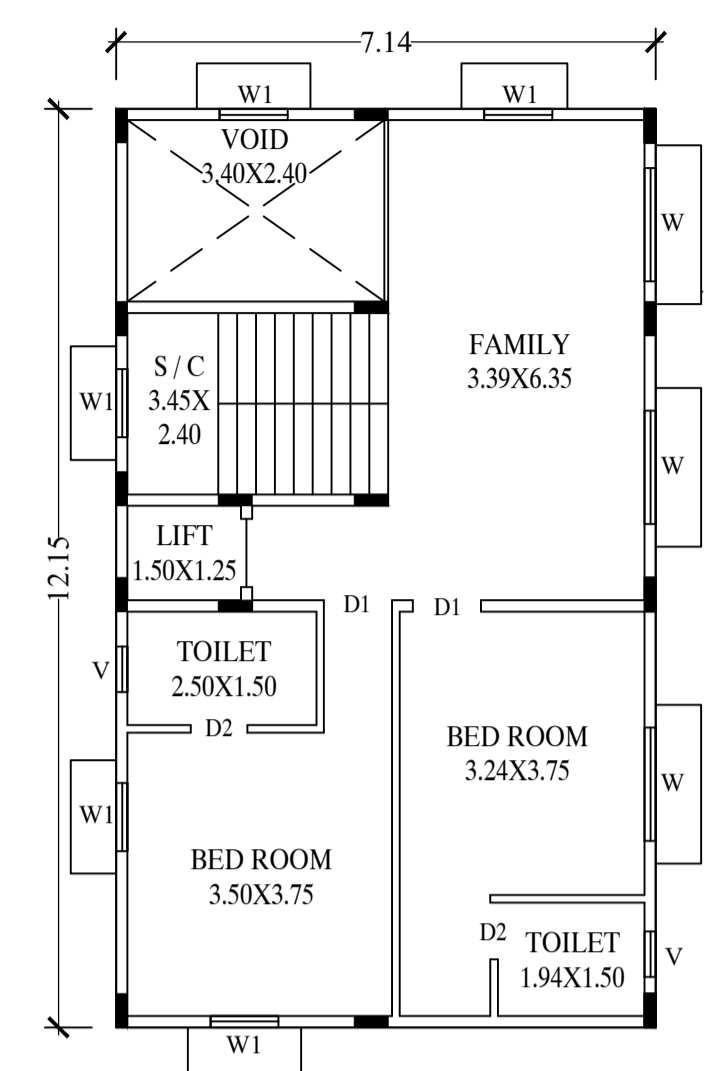 7.14
W1
W1
VOID
3.40X2.40
W
S / C
3.45X
2.40
W1
FAMILY
3.39X6.35
W
12.15
LIFT
1.50X1.25
D1
D1
V
TOILET
2.50X1.50
D2
BED ROOM
3.24X3.75
W
W1
BED ROOM
3.50X3.75
D2
TOILET
1.94X1.50
V
W1